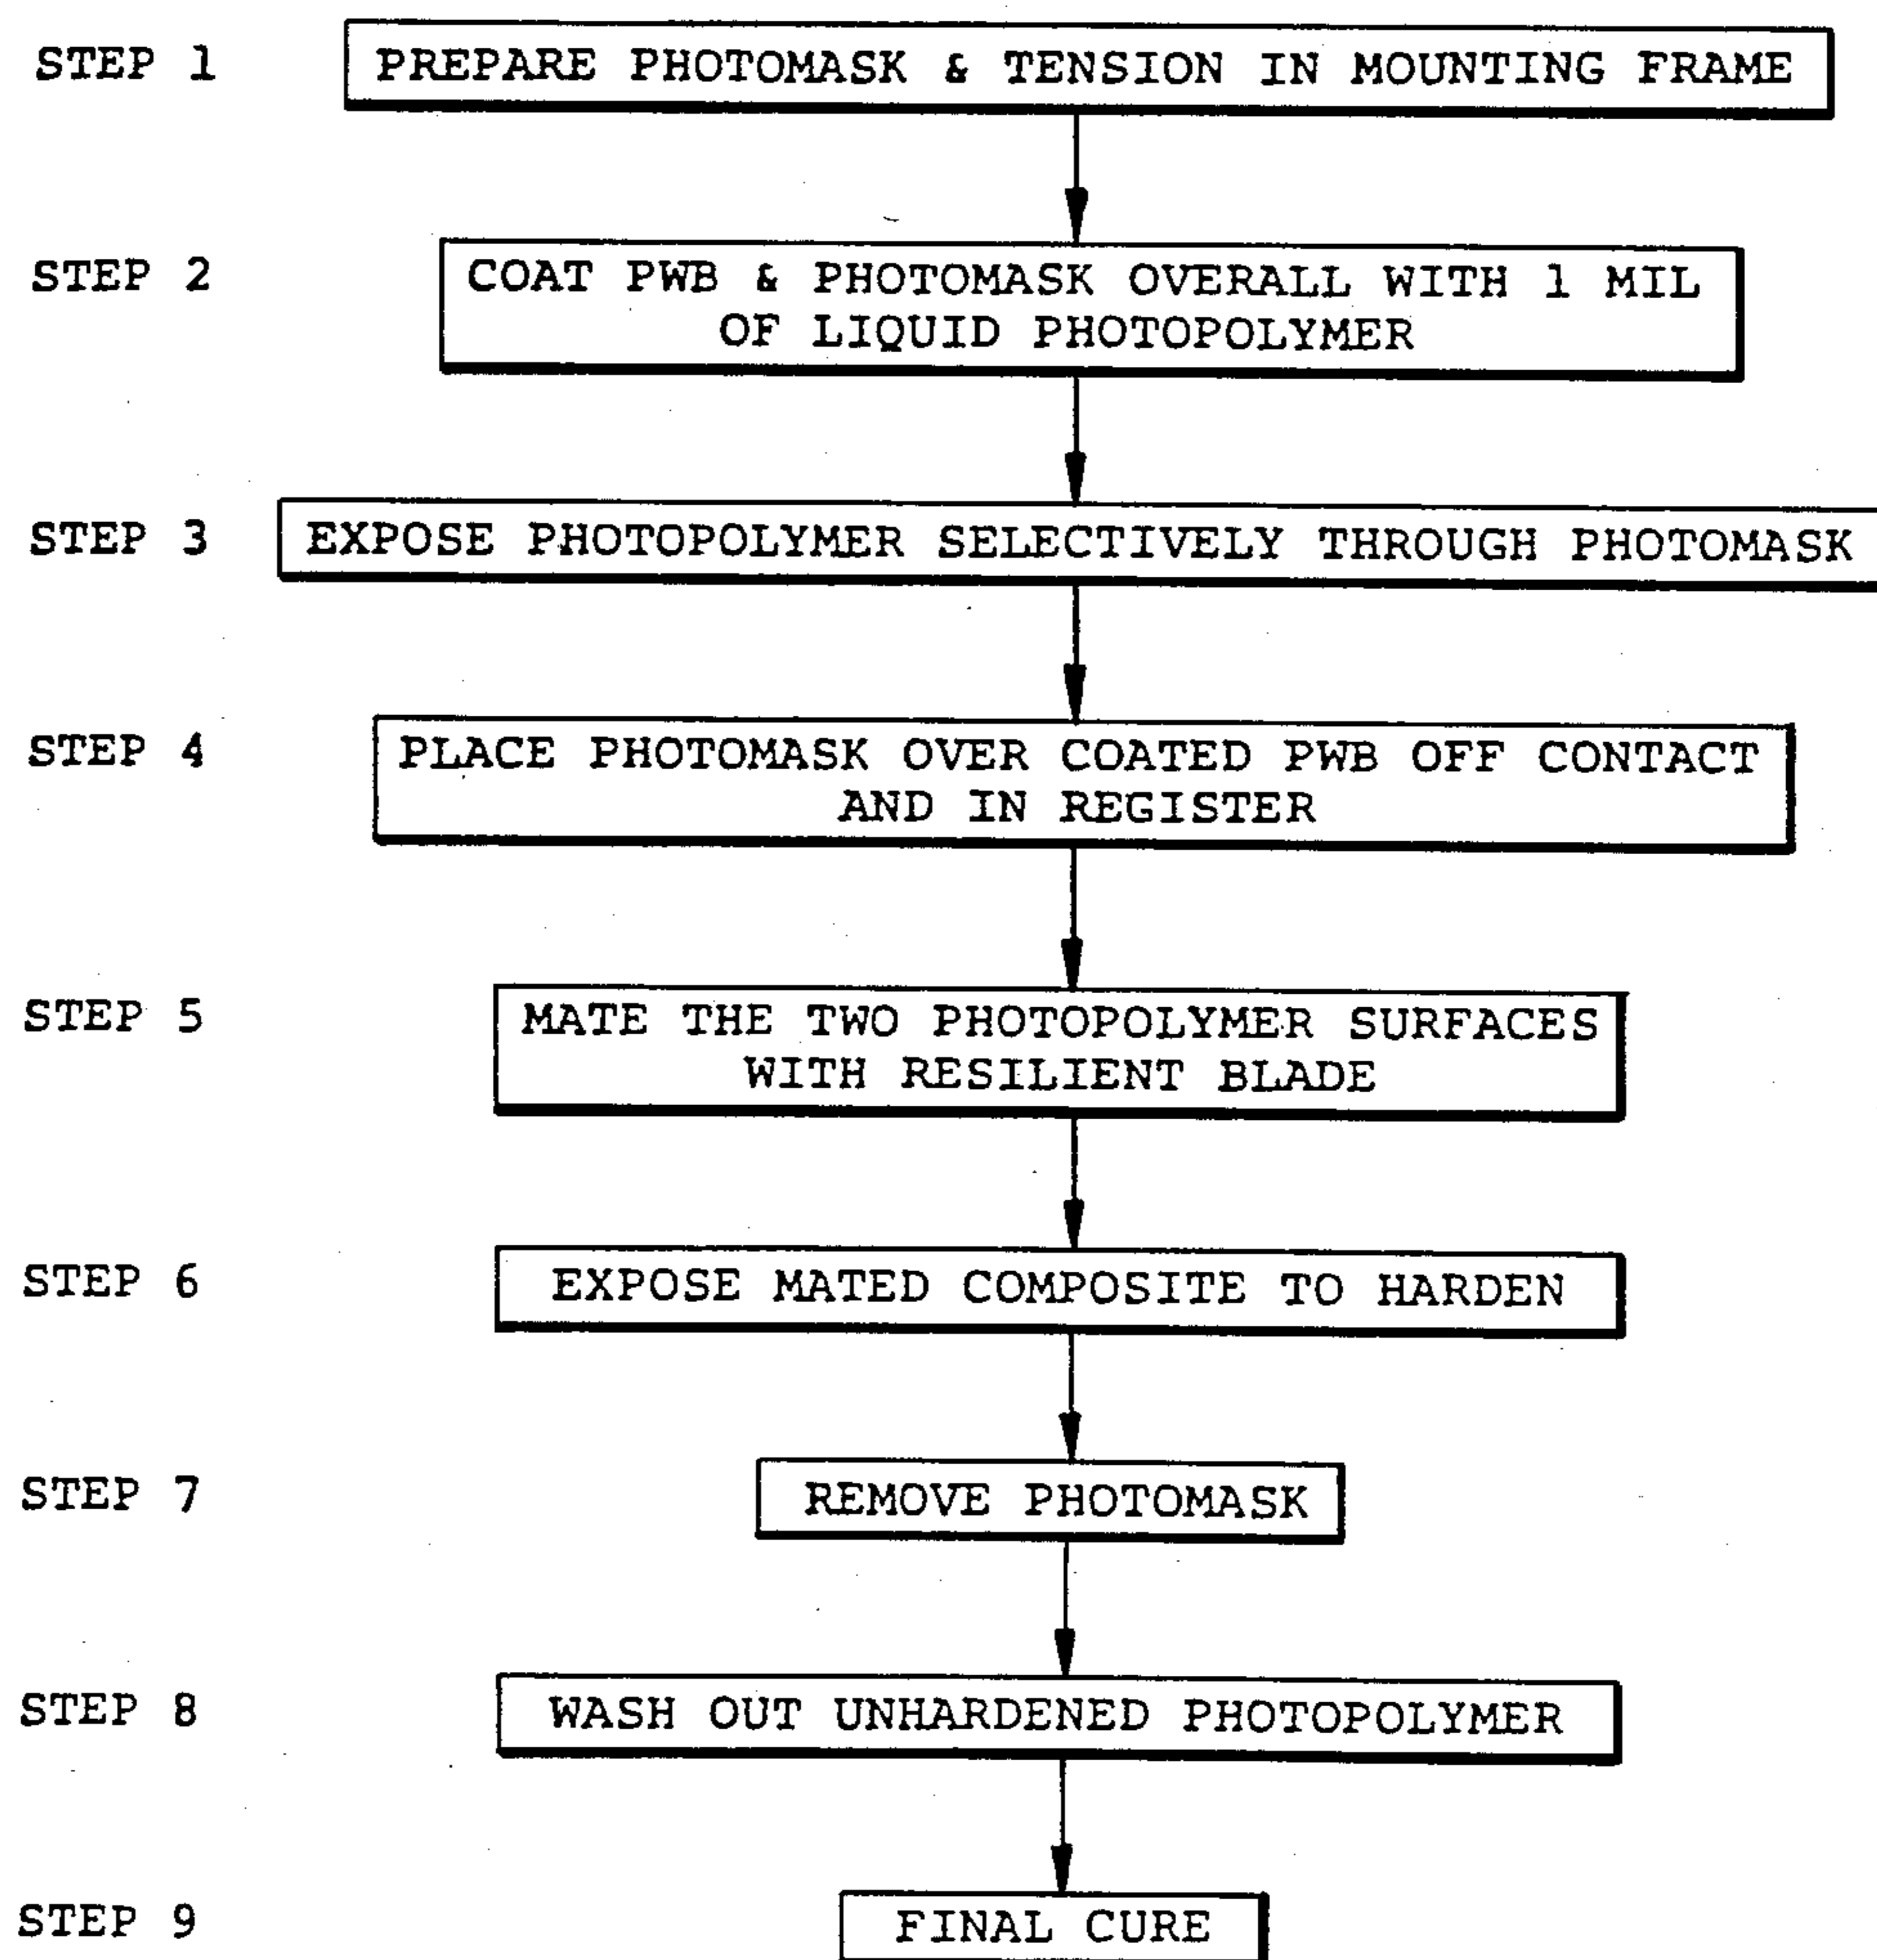 STEP 1 PREPARE PHOTOMASK & TENSION IN MOUNTING FRAME
STEP 2 COAT PWB & PHOTOMASK OVERALL WITH 1 MIL
OF LIQUID PHOTOPOLYMER
STEP 3 EXPOSE PHOTOPOLYMER SELECTIVELY THROUGH PHOTOMASK
STEP 4 PLACE PHOTOMASK OVER COATED PWB OFF CONTACT
AND IN REGISTER
STEP 5 MATE THE TWO PHOTOPOLYMER SURFACES
WITH RESILIENT BLADE
STEP 6 EXPOSE MATED COMPOSITE TO HARDEN
STEP 7 REMOVE PHOTOMASK
STEP 8 WASH OUT UNHARDENED PHOTOPOLYMER
STEP 9 FINAL CURE